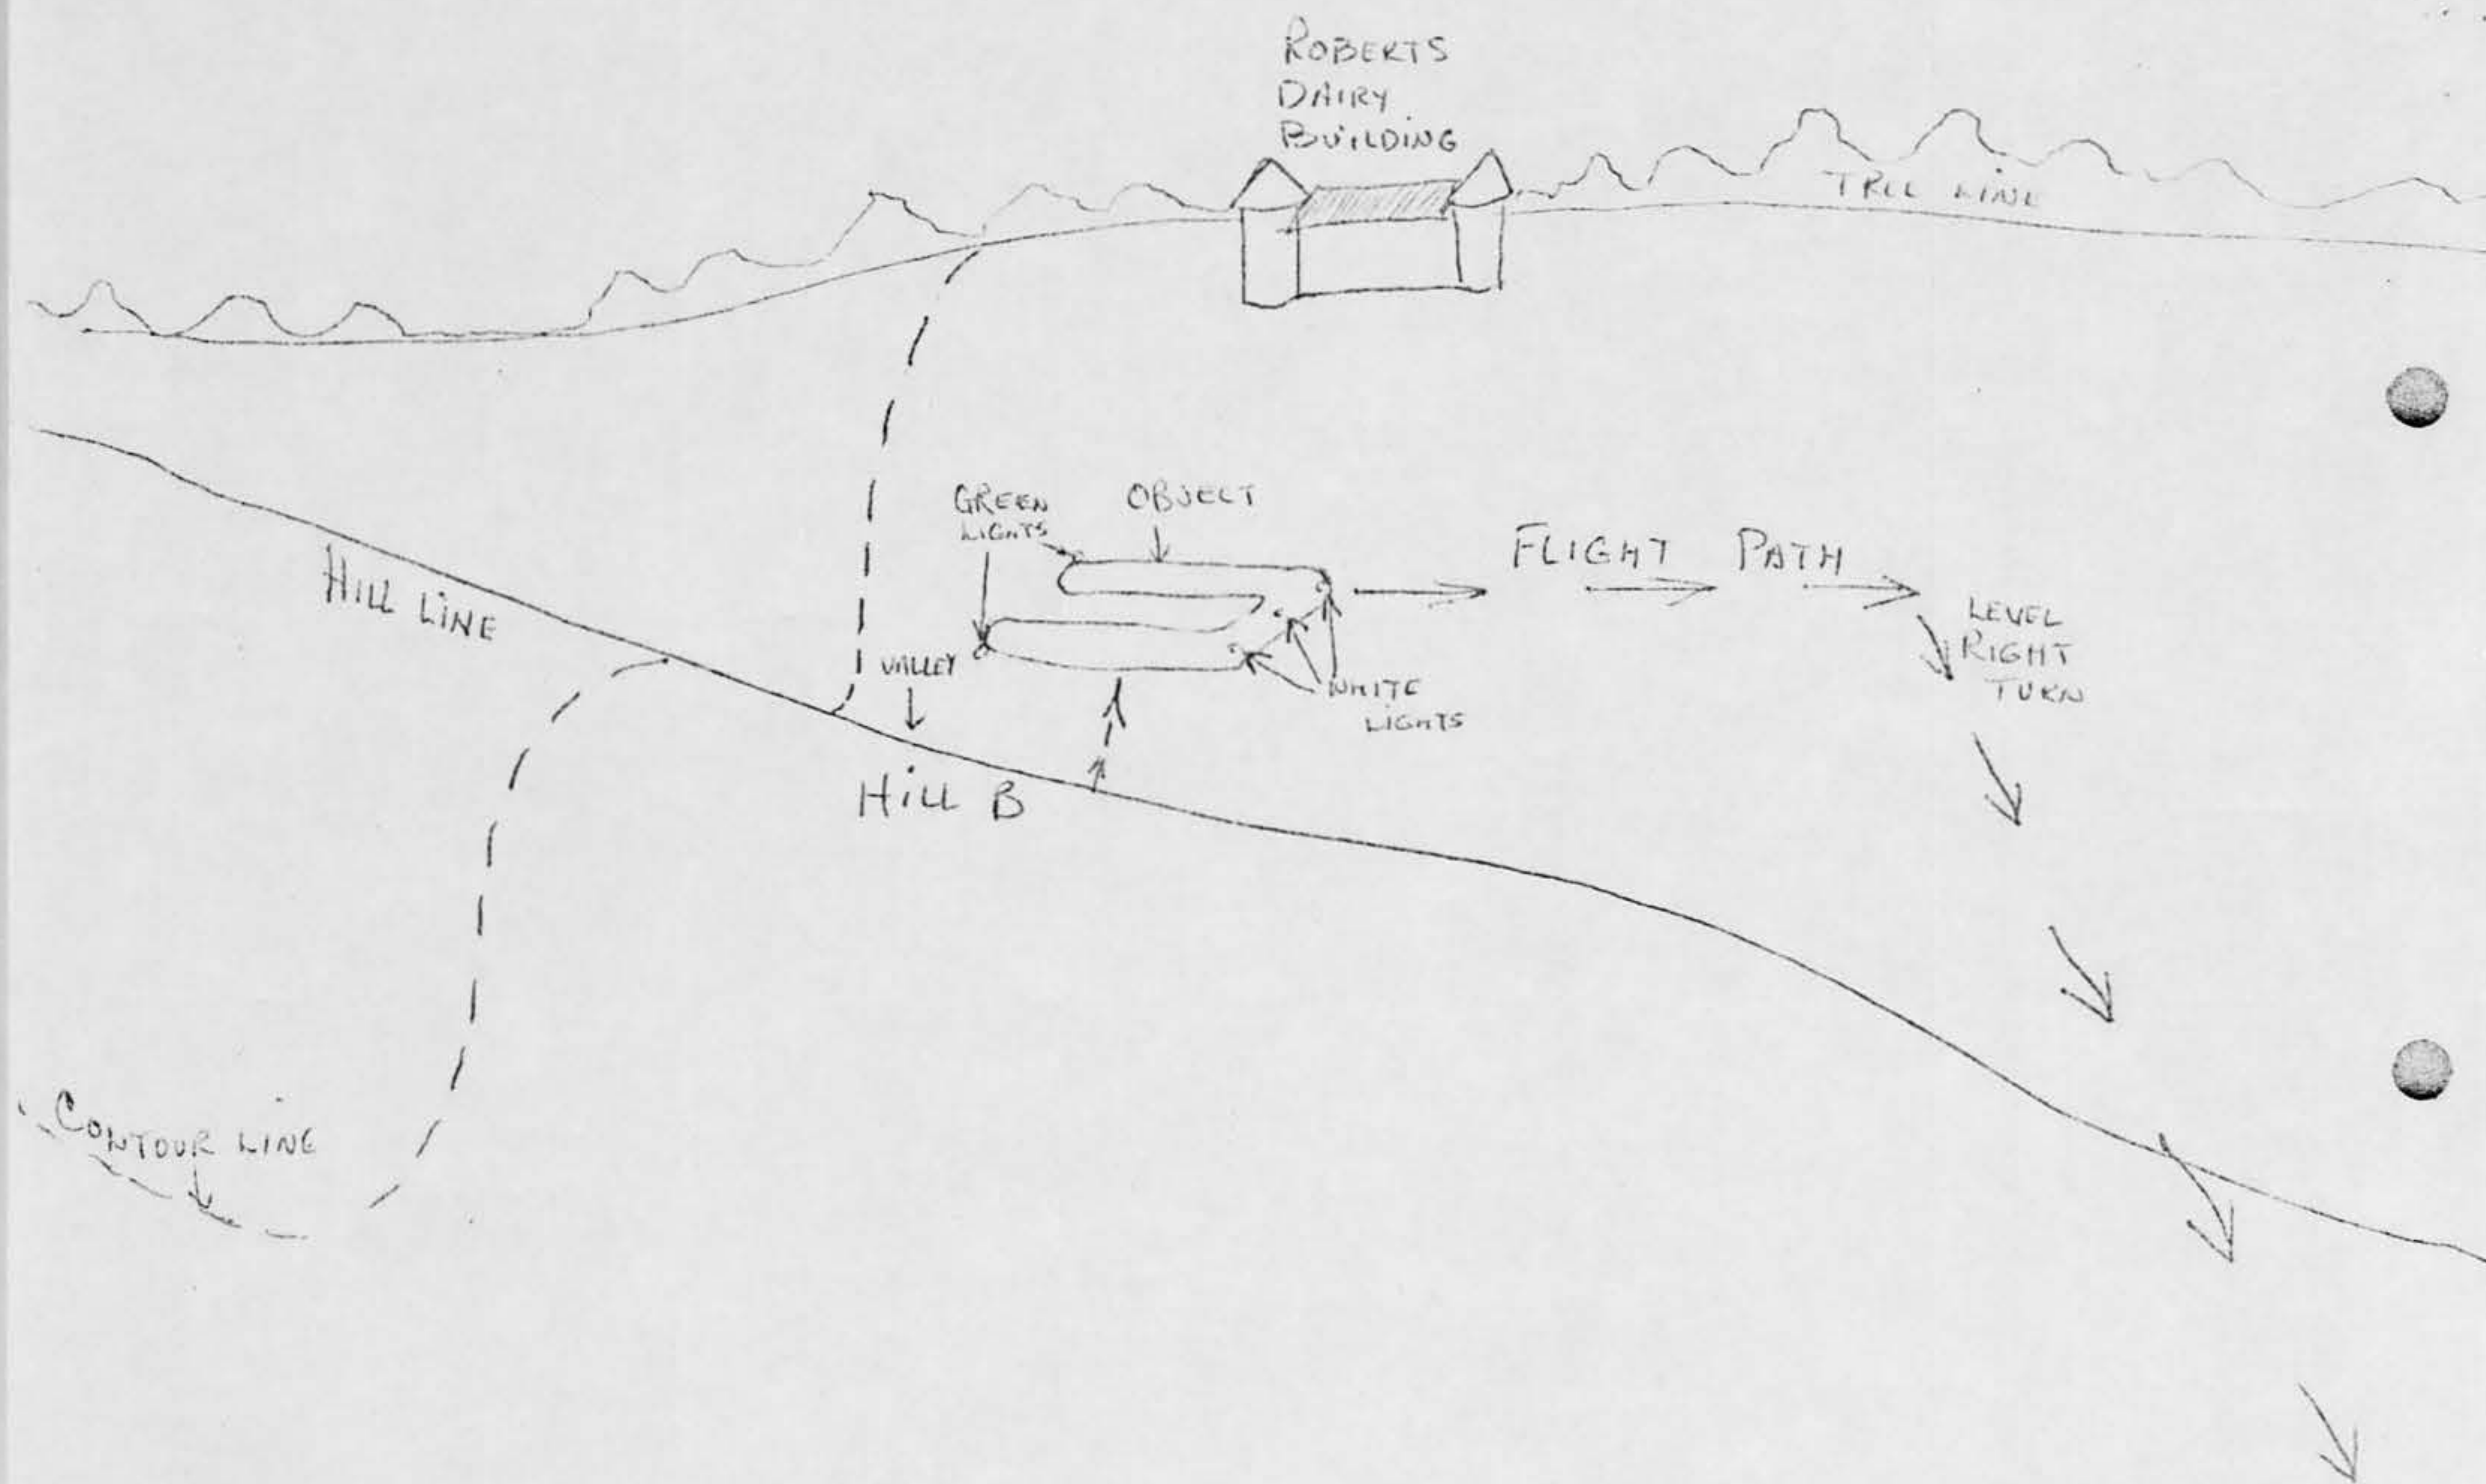 ROBERTS
DAIRY
BUILDING
TREE LINE
GREEN
LIGHTS
OBJECT
FLIGHT PATH
HILL LINE
LEVEL
RIGHT
TURN
VALLEY
WHITE
LIGHTS
HILL B
CONTOUR LINE